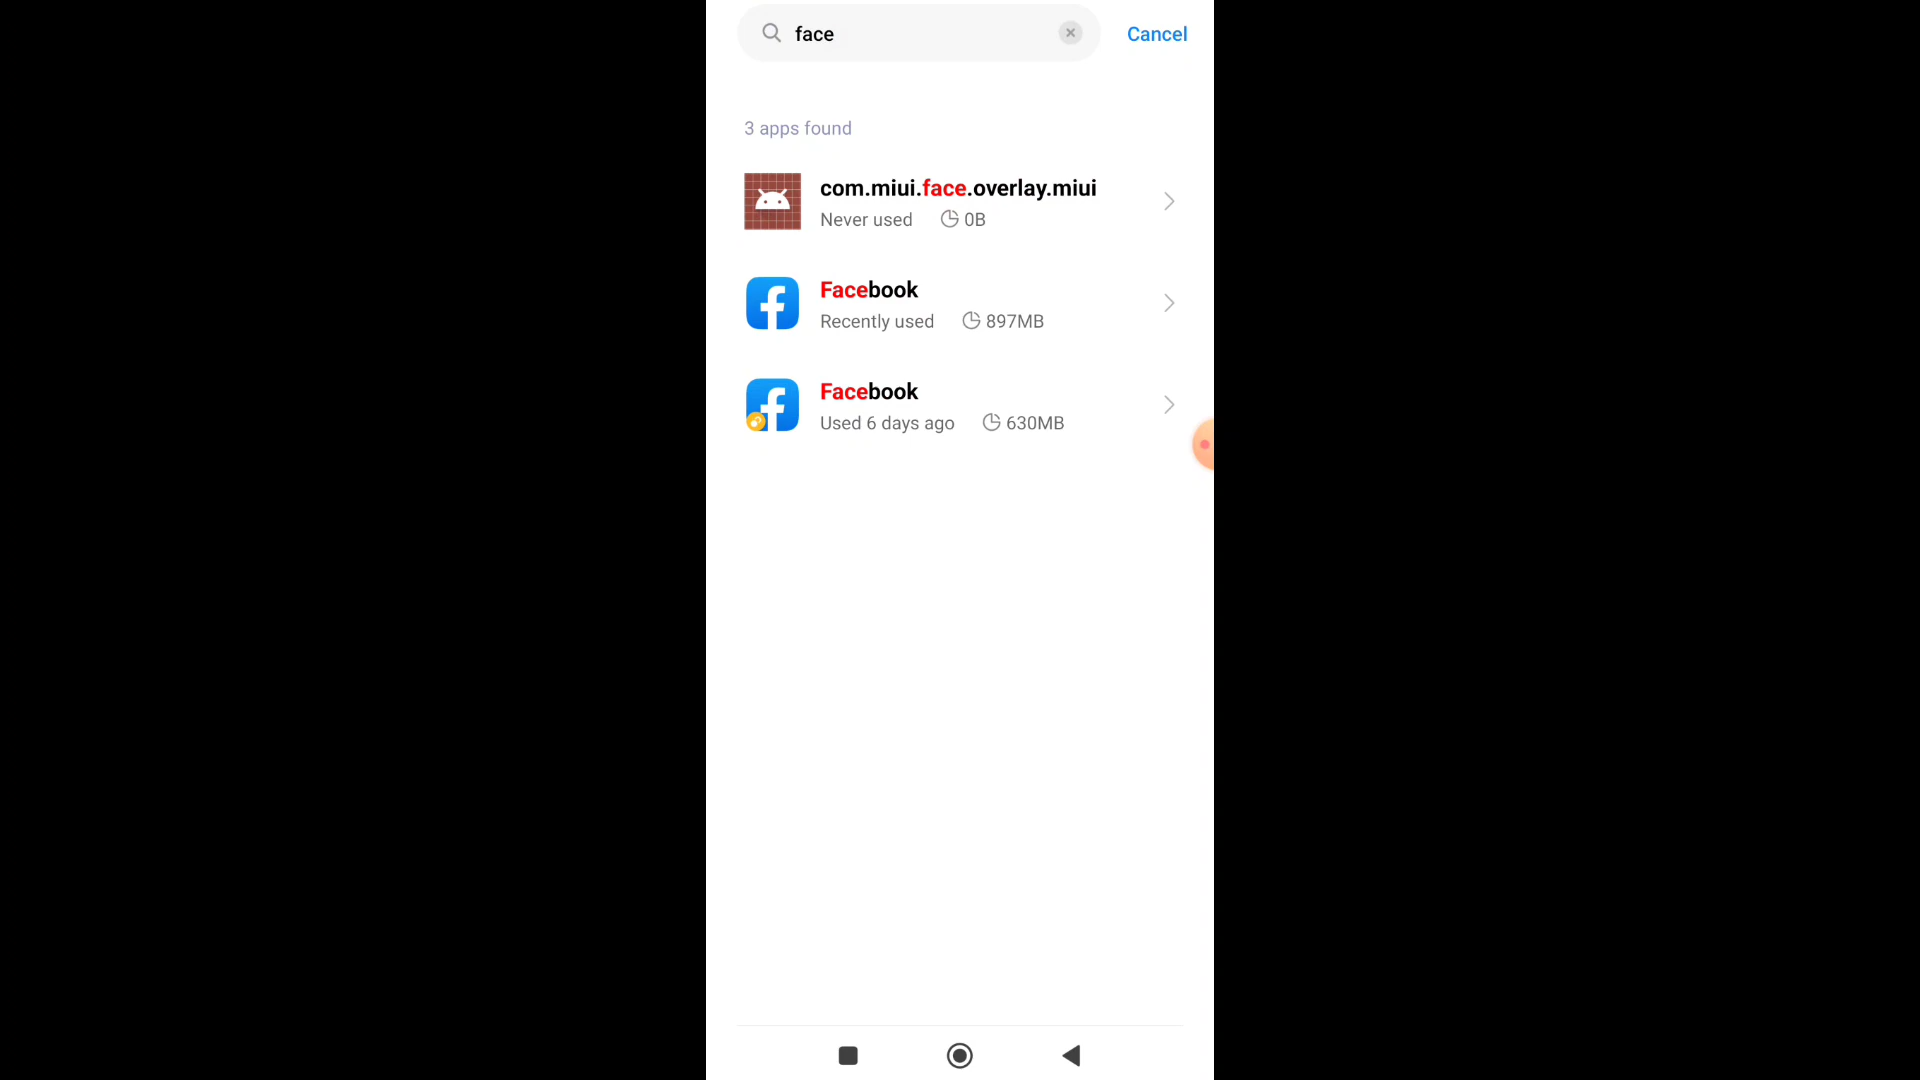 face
Cancel
3 apps found
com.miui.face.overlay.miui
Never used 0B
Facebook
Recently used 897MB
Facebook
Used 6 days ago 630MB